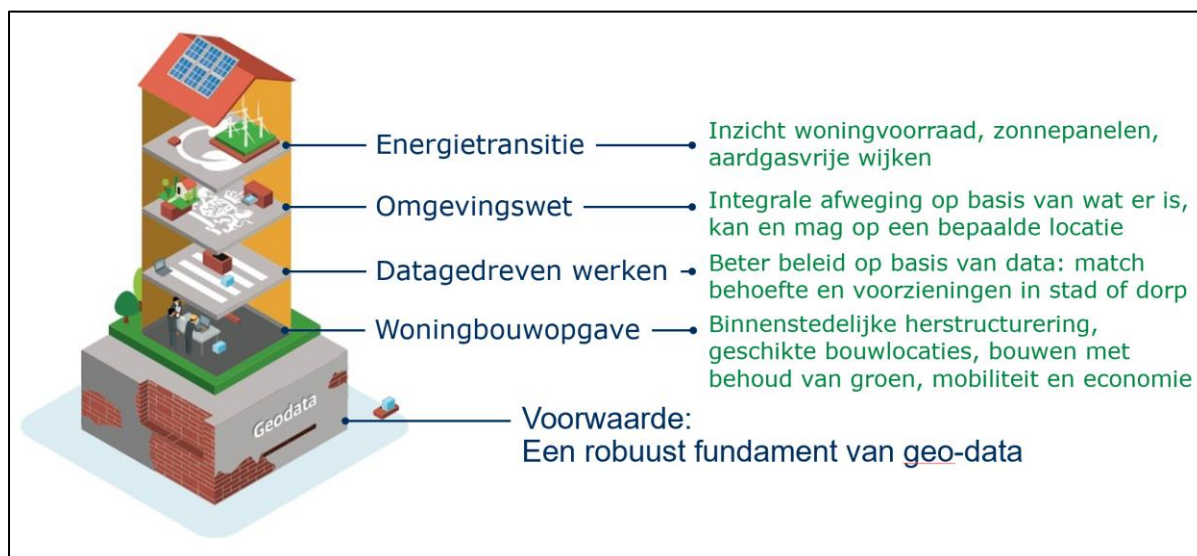 Energietransitie
Inzicht woningvoorraad, zonnepanelen,
aardgasvrije wijken
Omgevingswet
Integrale afweging op basis van wat er is,
kan en mag op een bepaalde locatie
Datagedreven werken
Beter beleid op basis van data: match
behoefte en voorzieningen in stad of dorp
Woningbouwopgave
Binnenstedelijke herstructurering,
geschikte bouwlocaties, bouwen met
behoud van groen, mobiliteit en economie
Geodata
Voorwaarde:
Een robuust fundament van geo-data